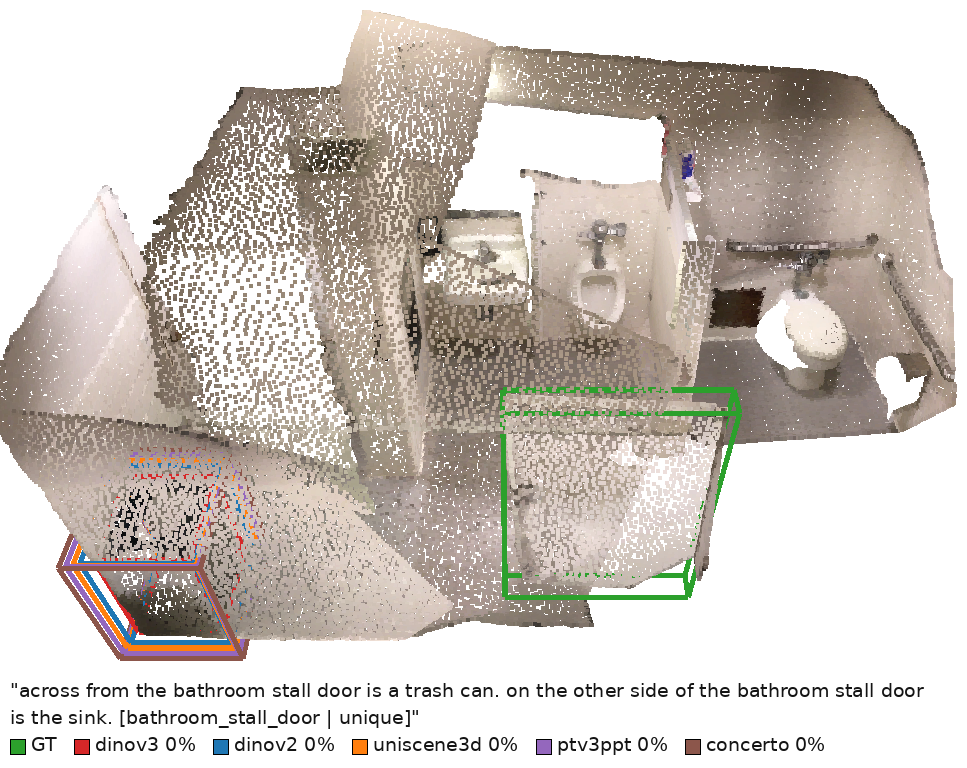 "across from the bathroom stall door is a trash can. on the other side of the bathroom stall door
is the sink. [bathroom_stall_door | unique]"
GT dinov3 0% dinov2 0% uniscene3d 0% ptv3ppt 0% concerto 0%